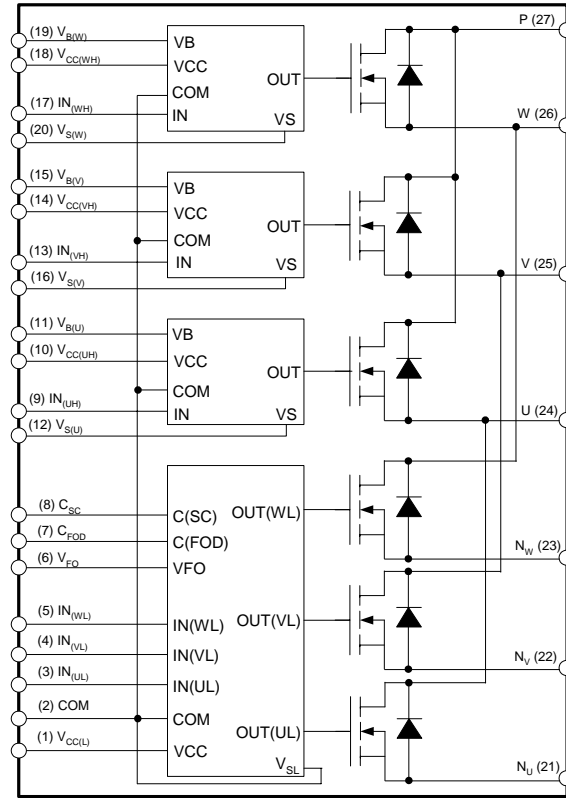 (19) VB(W)
(18) VCC(WH)
(17) IN(WH)
(20) VS(W)
VB
VCC
COM
IN
OUT
VS
P (27)
W (26)
(15) VB(V)
(14) VCC(VH)
(13) IN(VH)
(16) VS(V)
VB
VCC
COM
IN
OUT
VS
V (25)
(11) VB(U)
(10) VCC(UH)
(9) IN(UH)
(12) VS(U)
VB
VCC
COM
IN
OUT
VS
U (24)
(8) CSC
(7) CFOD
(6) VFO
(5) IN(WL)
(4) IN(VL)
(3) IN(UL)
(2) COM
(1) VCC(L)
C(SC)
C(FOD)
VFO
IN(WL)
IN(VL)
IN(UL)
COM
VCC
OUT(WL)
OUT(VL)
OUT(UL)
VSL
NW (23)
NV (22)
NU (21)